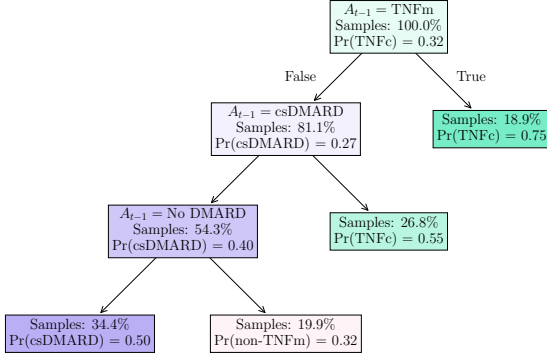 A_{t−1} = TNFm
Samples: 100.0%
Pr(TNFc) = 0.32
False
True
A_{t−1} = csDMARD
Samples: 81.1%
Pr(csDMARD) = 0.27
Samples: 18.9%
Pr(TNFc) = 0.75
A_{t−1} = No DMARD
Samples: 54.3%
Pr(csDMARD) = 0.40
Samples: 26.8%
Pr(TNFc) = 0.55
Samples: 34.4%
Pr(csDMARD) = 0.50
Samples: 19.9%
Pr(non-TNFm) = 0.32